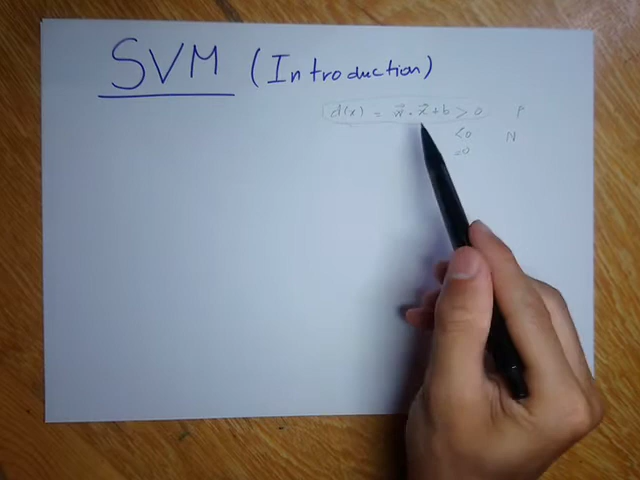 SVM (Introduction)
d(x) = w⃗ · x⃗ + b > 0 P
< 0 N
= 0